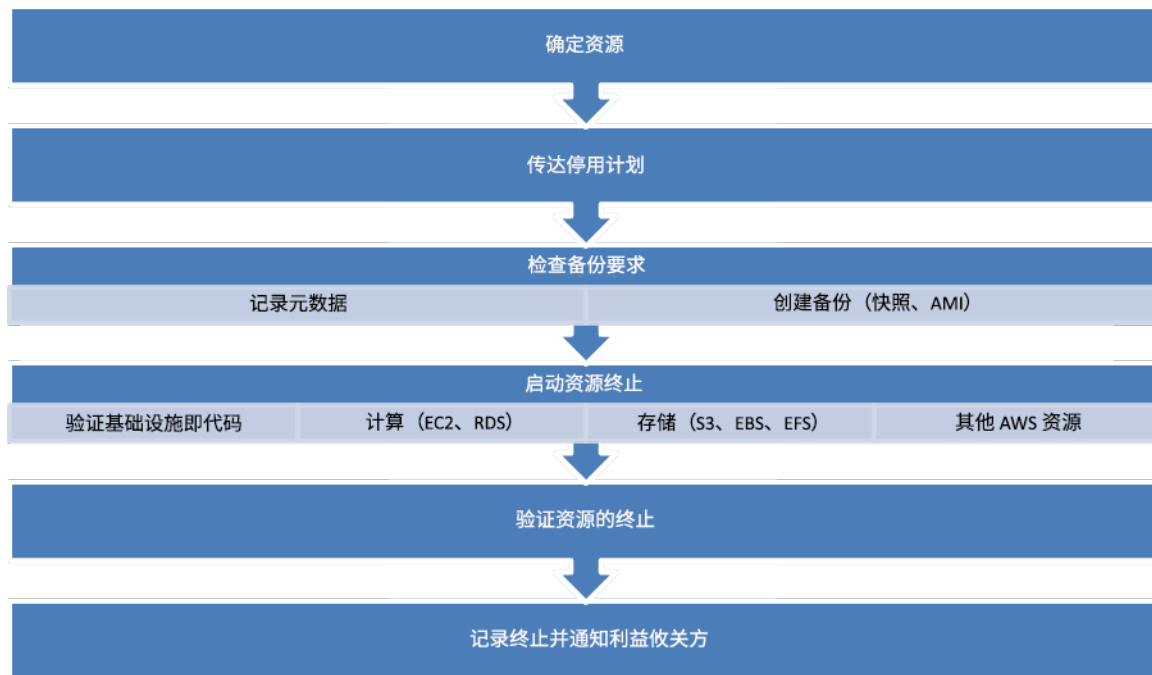 确定资源
传达停用计划
检查备份要求
记录元数据
创建备份（快照、AMI）
启动资源终止
验证基础设施即代码
计算（EC2、RDS）
存储（S3、EBS、EFS）
其他 AWS 资源
验证资源的终止
记录终止并通知利益攸关方